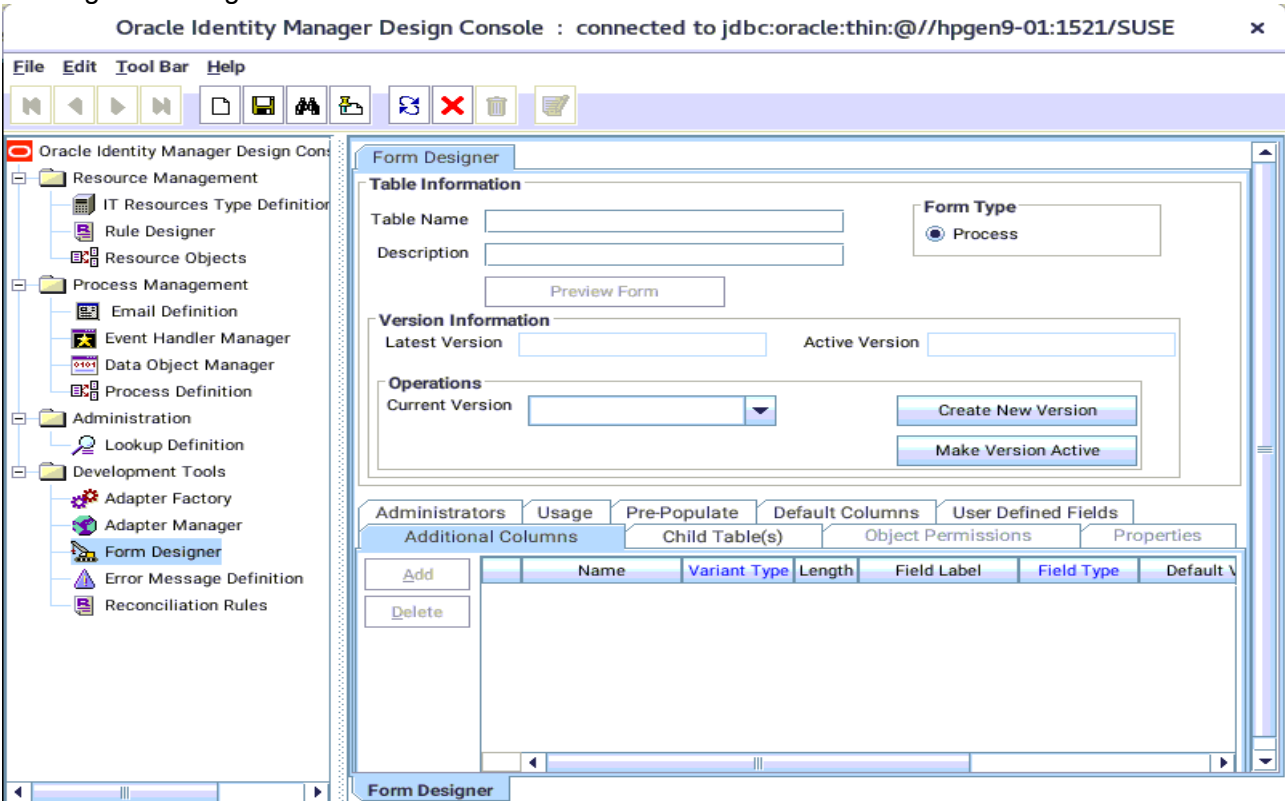 Oracle Identity Manager Design Console : connected to jdbc:oracle:thin:@//hpgen9-01:1521/SUSE
File Edit Tool Bar Help
Oracle Identity Manager Design Con
Resource Management
IT Resources Type Definition
Rule Designer
Resource Objects
Process Management
Email Definition
Event Handler Manager
Data Object Manager
Process Definition
Administration
Lookup Definition
Development Tools
Adapter Factory
Adapter Manager
Form Designer
Error Message Definition
Reconciliation Rules
Form Designer
Table Information
Table Name
Form Type
Process
Description
Preview Form
Version Information
Latest Version Active Version
Operations
Current Version
Create New Version
Make Version Active
Administrators Usage Pre-Populate Default Columns User Defined Fields
Additional Columns Child Table(s) Object Permissions Properties
Add
Delete
Name Variant Type Length Field Label Field Type Default
Form Designer